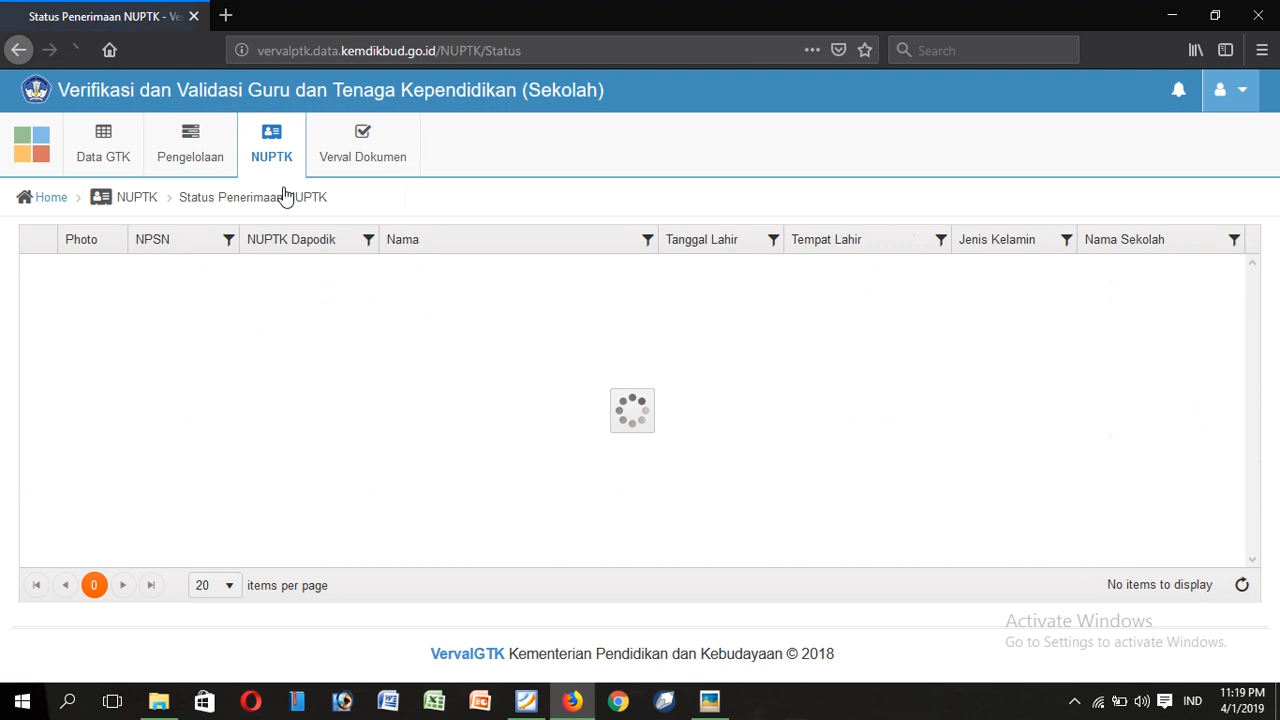 Status Penerimaan NUPTK - Ve
vervalptk.data.kemdikbud.go.id/NUPTK/Status
Search
Verifikasi dan Validasi Guru dan Tenaga Kependidikan (Sekolah)
Data GTK
Pengelolaan
NUPTK
Verval Dokumen
Home > NUPTK > Status Penerimaan NUPTK
Photo NPSN NUPTK Dapodik Nama Tanggal Lahir Tempat Lahir Jenis Kelamin Nama Sekolah
0 20 items per page No items to display
Activate Windows
Go to Settings to activate Windows.
VervalGTK Kementerian Pendidikan dan Kebudayaan © 2018
IND
11:19 PM
4/1/2019